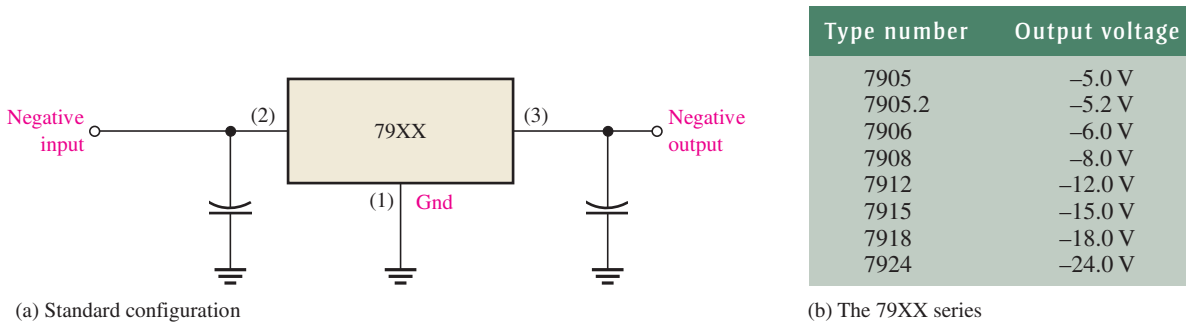 Negative
input
(2)
79XX
(3)
Negative
output
(1)
Gnd
(a) Standard configuration
Type number Output voltage
7905 –5.0 V
7905.2 –5.2 V
7906 –6.0 V
7908 –8.0 V
7912 –12.0 V
7915 –15.0 V
7918 –18.0 V
7924 –24.0 V
(b) The 79XX series